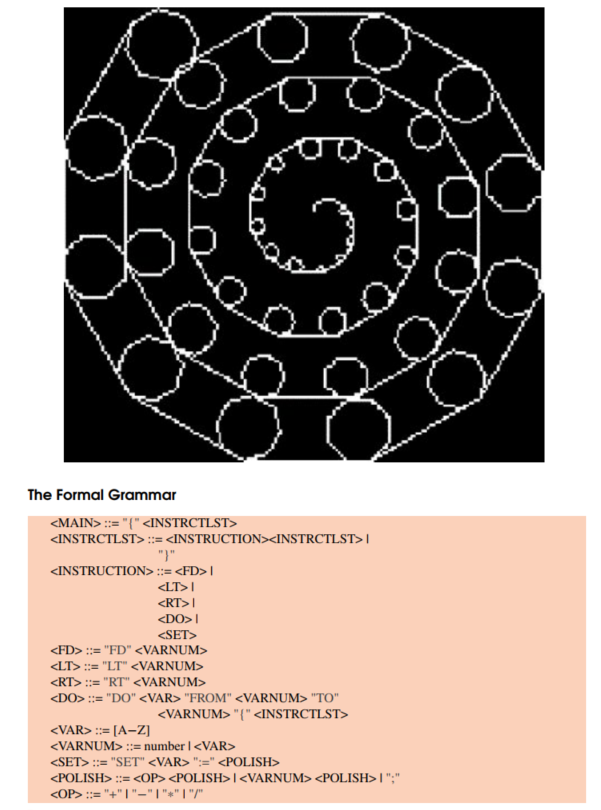 The Formal Grammar
<MAIN> ::= "{" <INSTRCTLST>
<INSTRCTLST> ::= <INSTRUCTION><INSTRCTLST> |
"}"
<INSTRUCTION> ::= <FD> |
<LT> |
<RT> |
<DO> |
<SET>
<FD> ::= "FD" <VARNUM>
<LT> ::= "LT" <VARNUM>
<RT> ::= "RT" <VARNUM>
<DO> ::= "DO" <VAR> "FROM" <VARNUM> "TO"
<VARNUM> "{" <INSTRCTLST>
<VAR> ::= [A−Z]
<VARNUM> ::= number | <VAR>
<SET> ::= "SET" <VAR> ":=" <POLISH>
<POLISH> ::= <OP> <POLISH> | <VARNUM> <POLISH> | ";"
<OP> ::= "+" | "−" | "*" | "/"